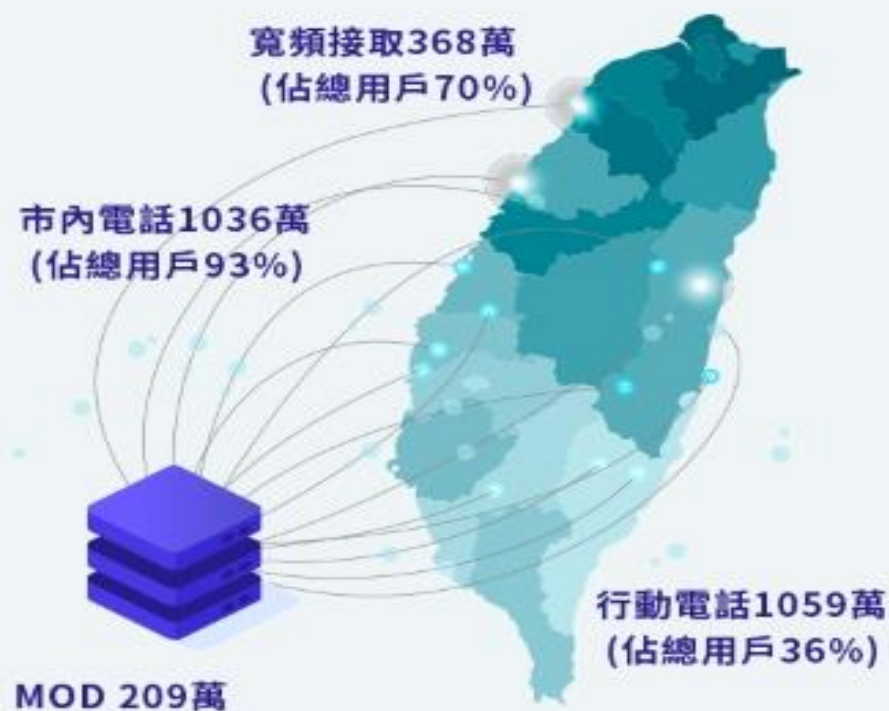 寬頻接取368萬
(佔總用戶70%)
市內電話1036萬
(佔總用戶93%)
行動電話1059萬
(佔總用戶36%)
MOD 209萬